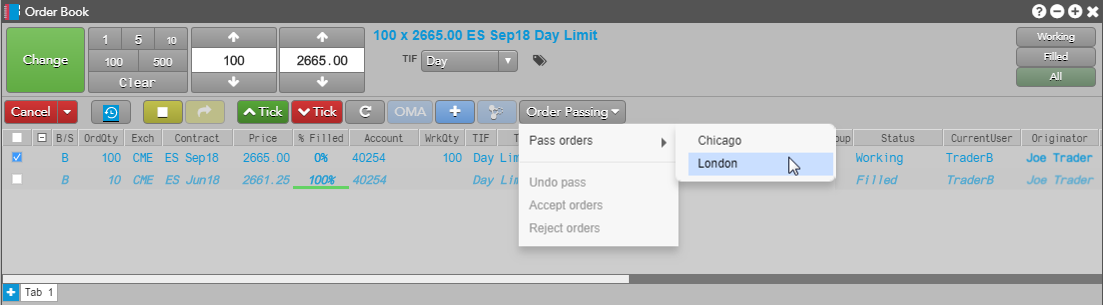 Order Book
Change
1 5 10
100 500
Clear
100
2665.00
100 x 2665.00 ES Sep18 Day Limit
TIF Day
Working
Filled
All
Cancel Tick Tick OMA Order Passing
B/S OrdQty Exch Contract Price % Filled Account WrkQty TIF Status CurrentUser Originator
B 100 CME ES Sep18 2665.00 0% 40254 100 Day Working TraderB Joe Trader
B 10 CME ES Jun18 2661.25 100% 40254 Day Filled TraderB Joe Trader
Pass orders
Undo pass
Accept orders
Reject orders
Chicago
London
Tab 1